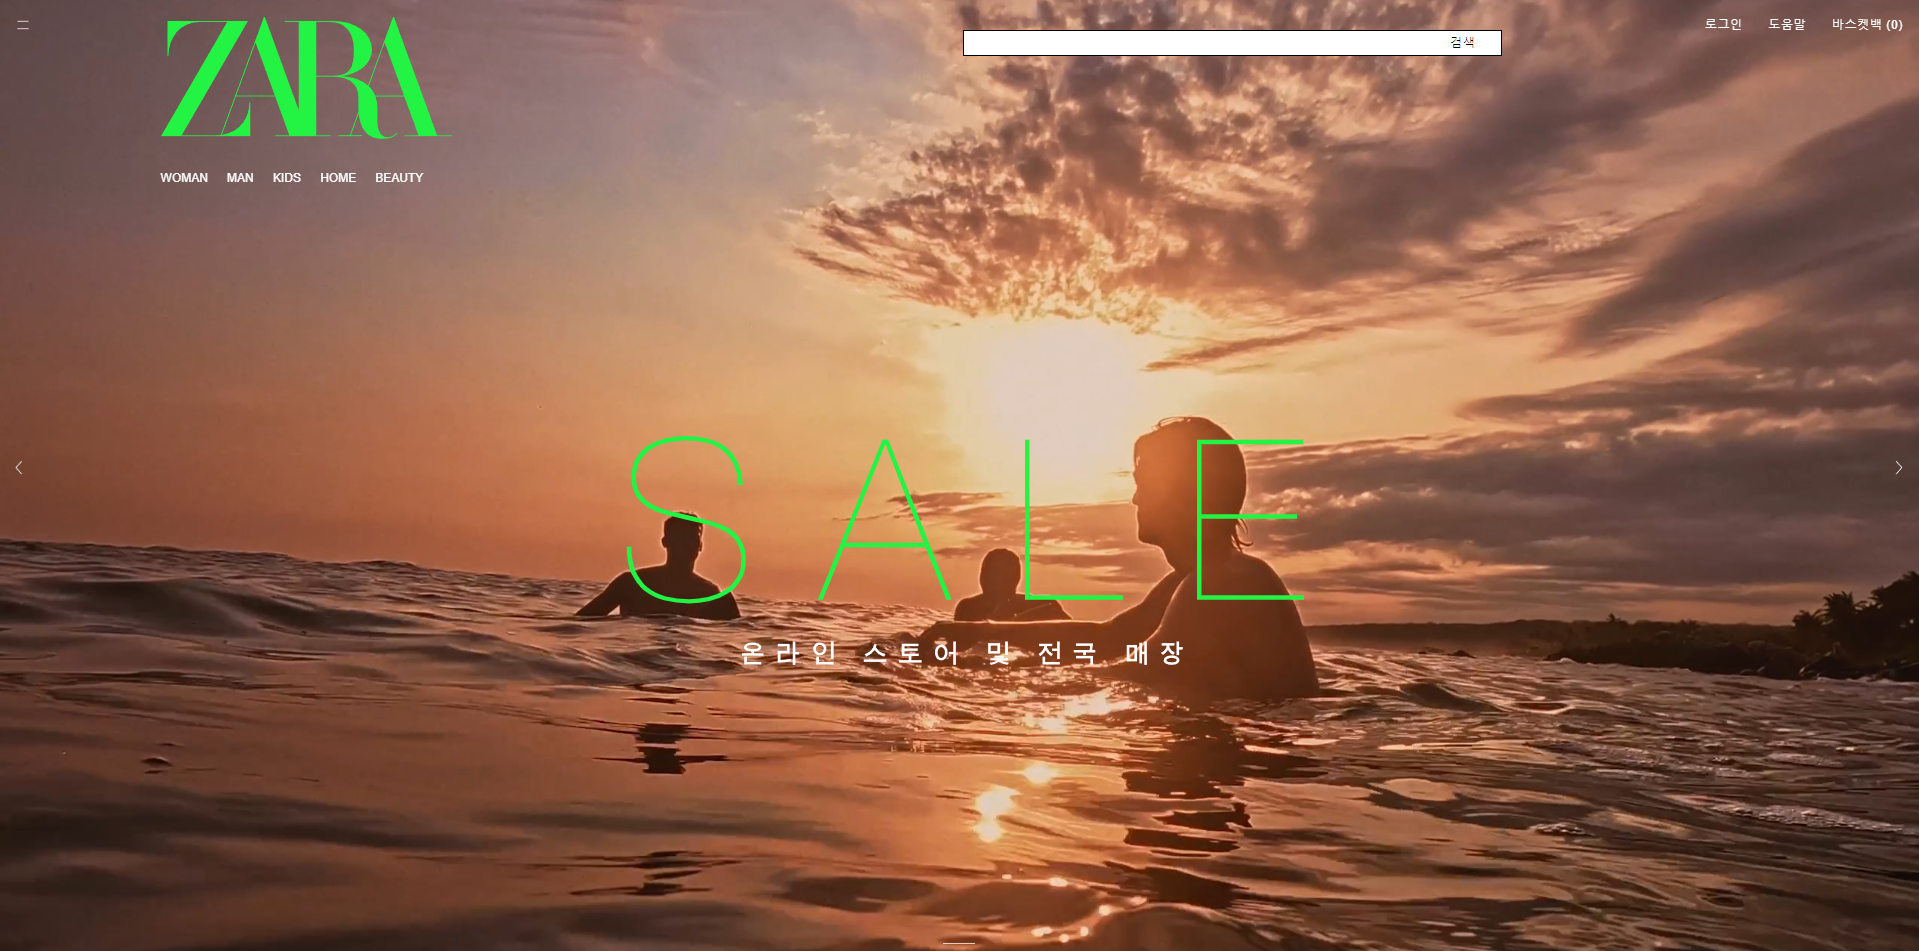 ZARA
검색
로그인 도움말 바스켓백 (0)
WOMAN MAN KIDS HOME BEAUTY
SALE
온라인 스토어 및 전국 매장